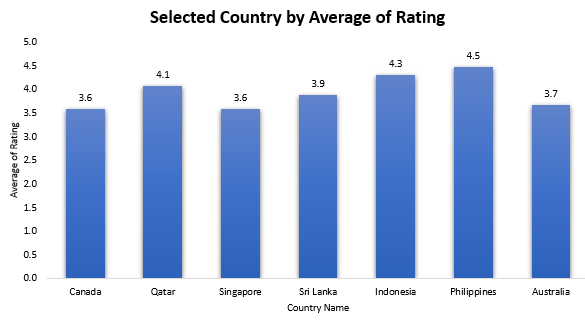 Selected Country by Average of Rating
5.0
4.5
4.0
3.5
3.0
2.5
2.0
1.5
1.0
0.5
0.0
Average of Rating
3.6
4.1
3.6
3.9
4.3
4.5
3.7
Canada
Qatar
Singapore
Sri Lanka
Indonesia
Philippines
Australia
Country Name